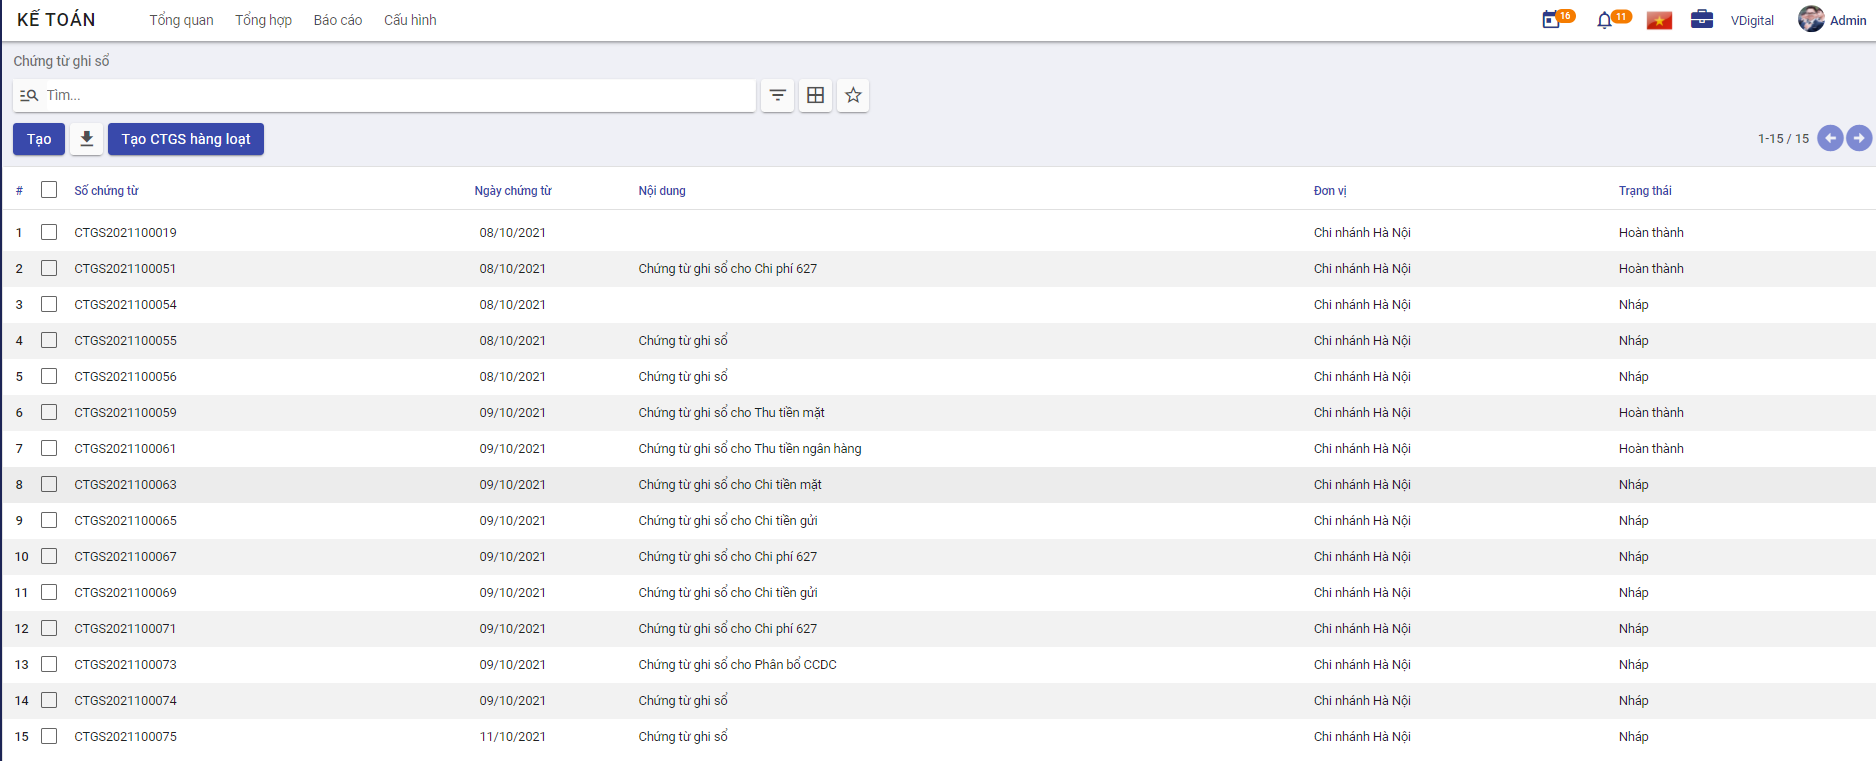 KẾ TOÁN Tổng quan Tổng hợp Báo cáo Cấu hình 16 11 VDigital Admin
Chứng từ ghi sổ
Tìm...
Tạo Tạo CTGS hàng loạt 1-15 / 15
# Số chứng từ Ngày chứng từ Nội dung Đơn vị Trạng thái
1 CTGS2021100019 08/10/2021 Chi nhánh Hà Nội Hoàn thành
2 CTGS2021100051 08/10/2021 Chứng từ ghi sổ cho Chi phí 627 Chi nhánh Hà Nội Hoàn thành
3 CTGS2021100054 08/10/2021 Chi nhánh Hà Nội Nháp
4 CTGS2021100055 08/10/2021 Chứng từ ghi sổ Chi nhánh Hà Nội Nháp
5 CTGS2021100056 08/10/2021 Chứng từ ghi sổ Chi nhánh Hà Nội Nháp
6 CTGS2021100059 09/10/2021 Chứng từ ghi sổ cho Thu tiền mặt Chi nhánh Hà Nội Hoàn thành
7 CTGS2021100061 09/10/2021 Chứng từ ghi sổ cho Thu tiền ngân hàng Chi nhánh Hà Nội Hoàn thành
8 CTGS2021100063 09/10/2021 Chứng từ ghi sổ cho Chi tiền mặt Chi nhánh Hà Nội Nháp
9 CTGS2021100065 09/10/2021 Chứng từ ghi sổ cho Chi tiền gửi Chi nhánh Hà Nội Nháp
10 CTGS2021100067 09/10/2021 Chứng từ ghi sổ cho Chi phí 627 Chi nhánh Hà Nội Nháp
11 CTGS2021100069 09/10/2021 Chứng từ ghi sổ cho Chi tiền gửi Chi nhánh Hà Nội Nháp
12 CTGS2021100071 09/10/2021 Chứng từ ghi sổ cho Chi phí 627 Chi nhánh Hà Nội Nháp
13 CTGS2021100073 09/10/2021 Chứng từ ghi sổ cho Phân bổ CCDC Chi nhánh Hà Nội Nháp
14 CTGS2021100074 09/10/2021 Chứng từ ghi sổ Chi nhánh Hà Nội Nháp
15 CTGS2021100075 11/10/2021 Chứng từ ghi sổ Chi nhánh Hà Nội Nháp